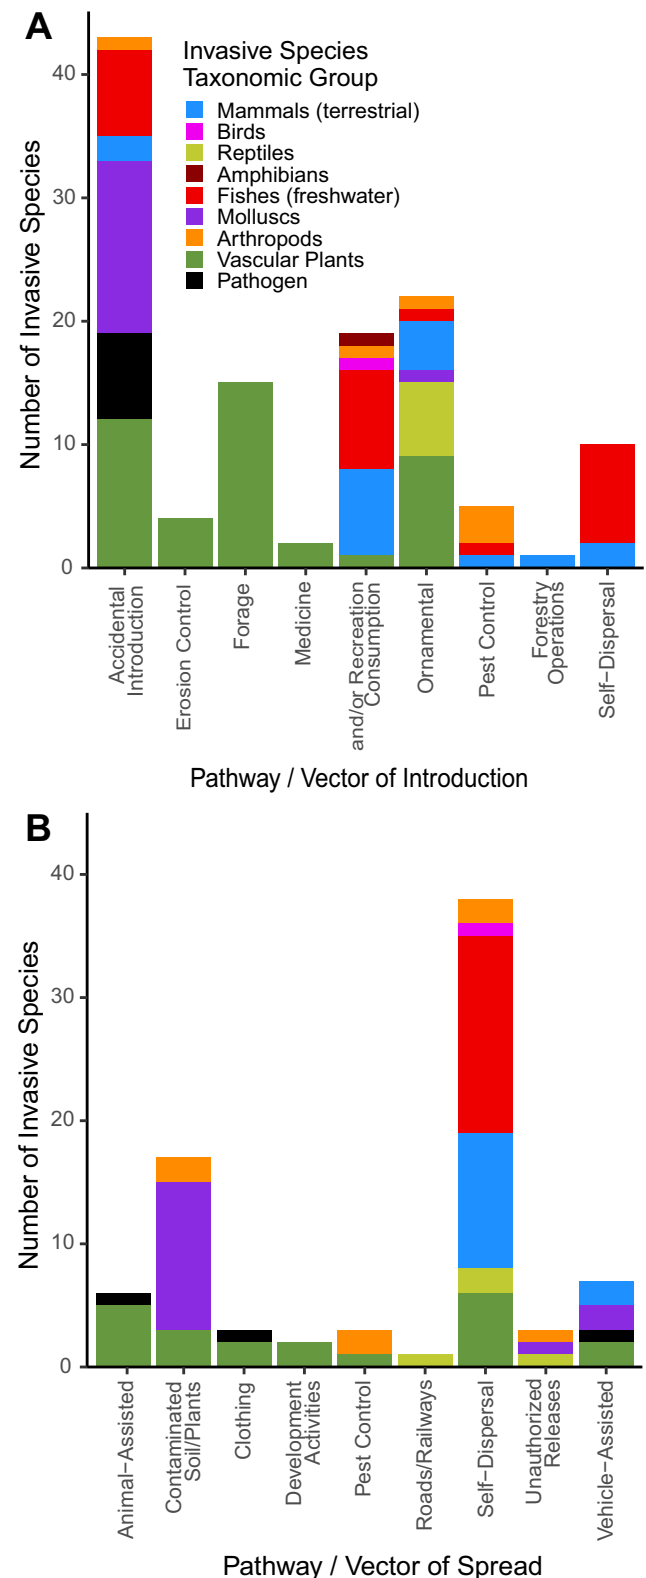 A
Invasive Species
Taxonomic Group
Mammals (terrestrial)
Birds
Reptiles
Amphibians
Fishes (freshwater)
Molluscs
Arthropods
Vascular Plants
Pathogen
Number of Invasive Species
40
30
20
10
0
Accidental
Introduction
Erosion Control
Forage
Medicine
and/or Recreation
Consumption
Ornamental
Pest Control
Forestry
Operations
Self−Dispersal
Pathway / Vector of Introduction
B
Number of Invasive Species
40
30
20
10
0
Animal−Assisted
Contaminated
Soil/Plants
Clothing
Development
Activities
Pest Control
Roads/Railways
Self−Dispersal
Unauthorized
Releases
Vehicle−Assisted
Pathway / Vector of Spread